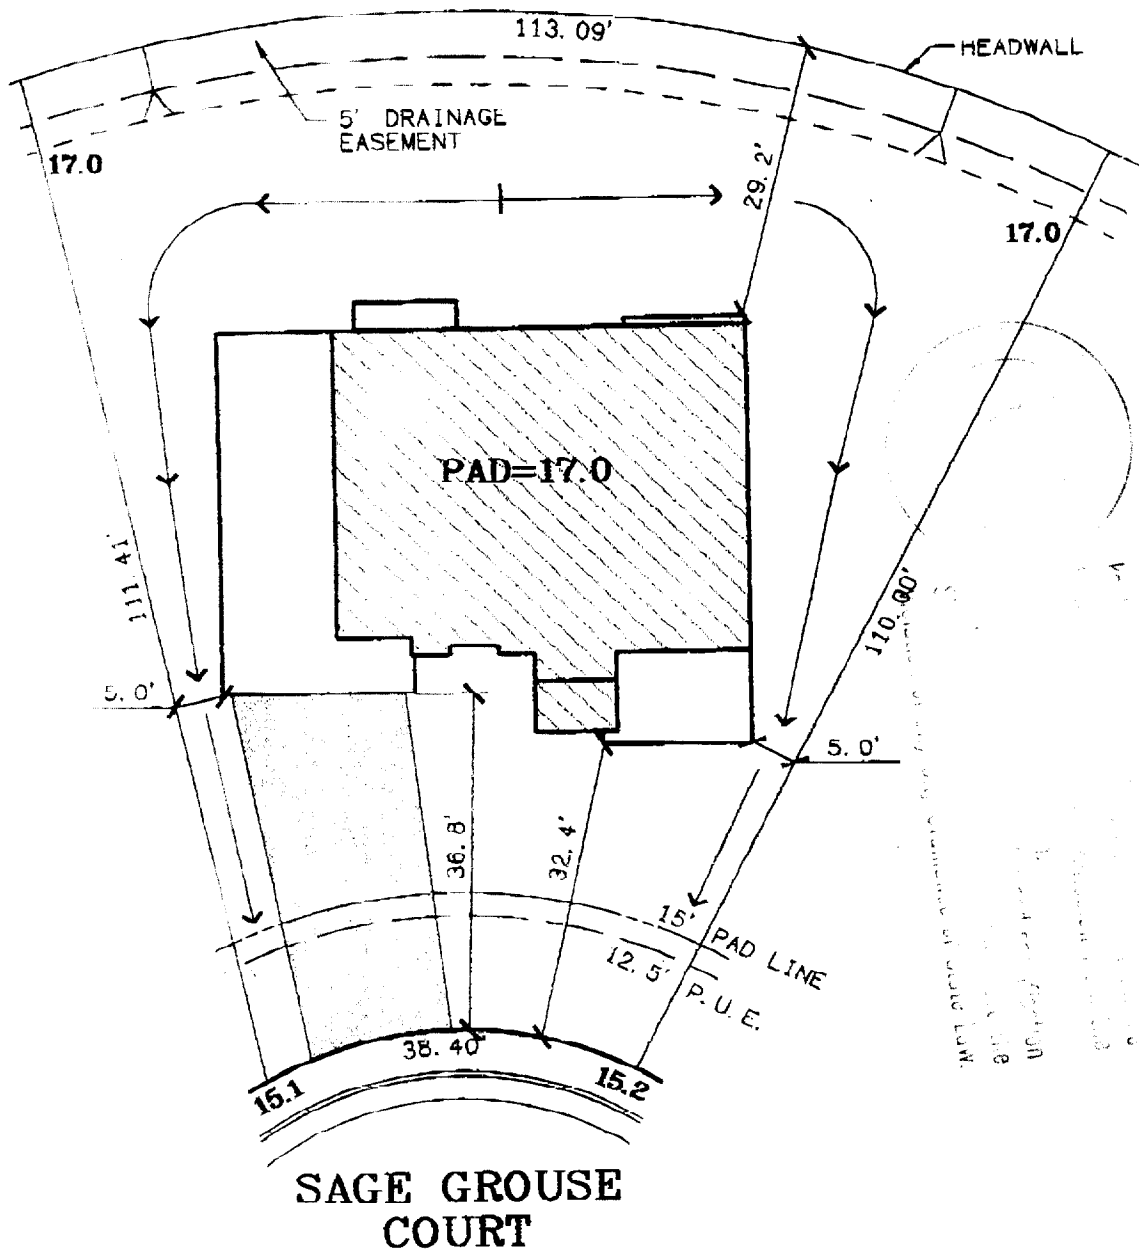 113.09'
HEADWALL
5' DRAINAGE
EASEMENT
17.0
29.2'
17.0
PAD=17.0
111.41'
110.00'
5.0'
5.0'
36.8'
32.4'
15' PAD LINE
12.5' P.U.E.
38.40'
15.1
15.2
SAGE GROUSE
COURT